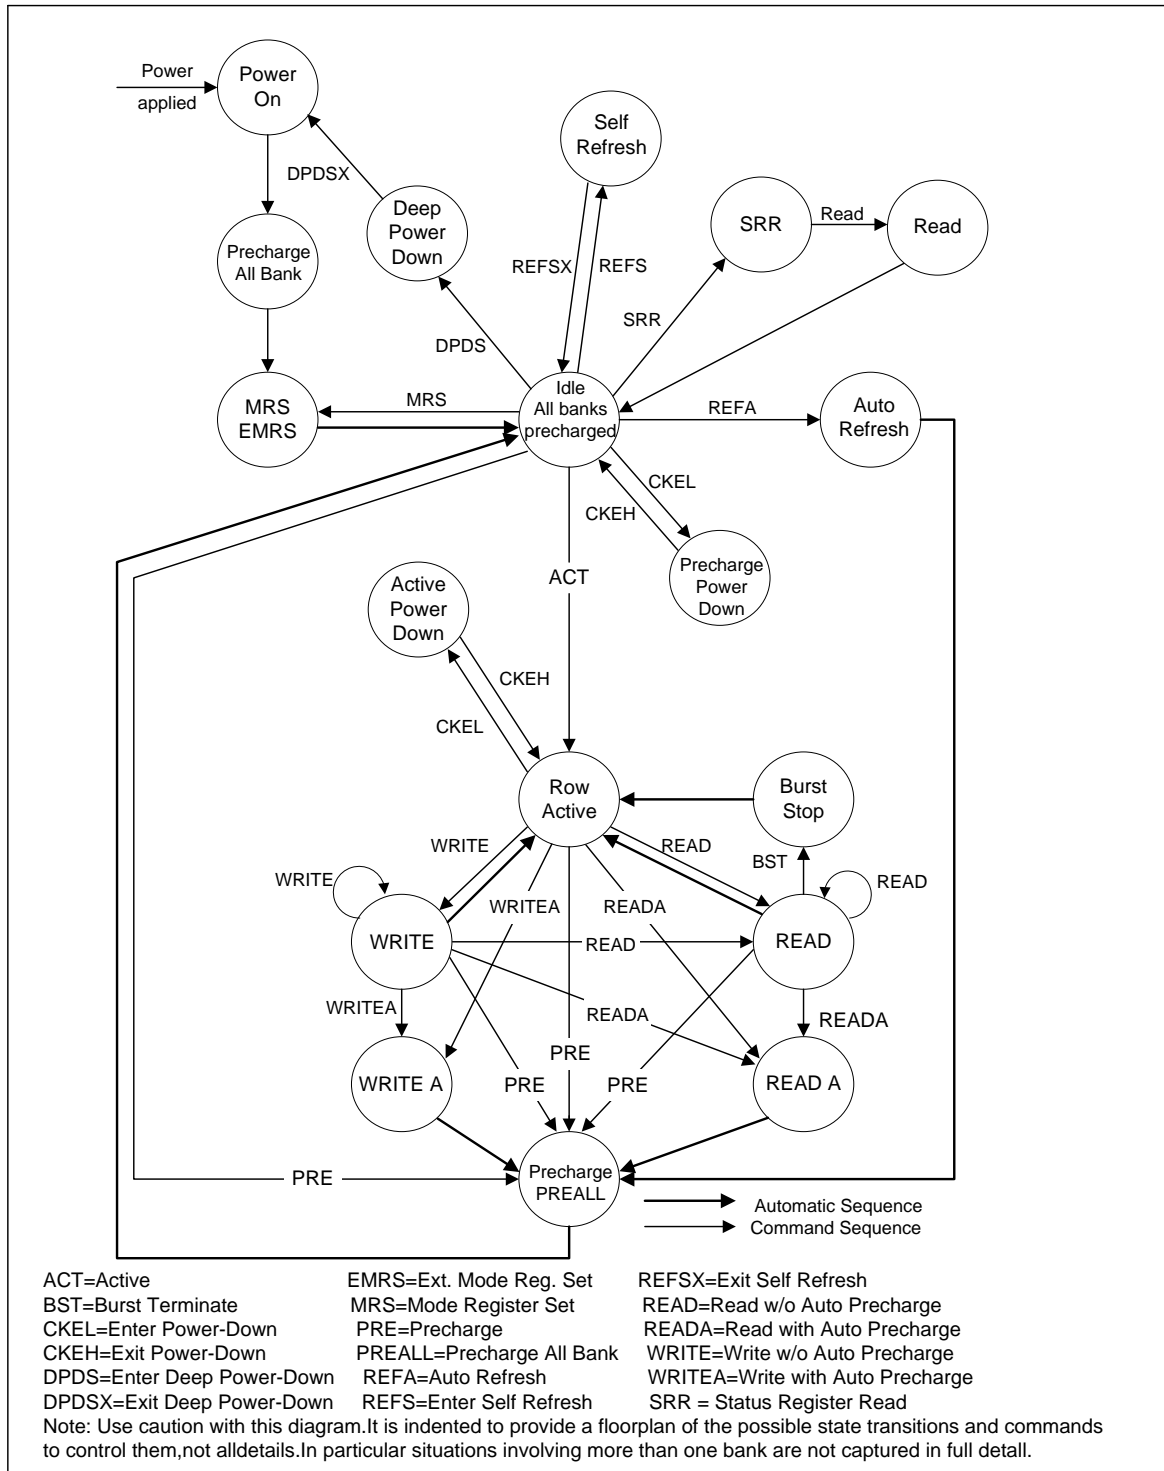 Power
applied
Power
On
Self
Refresh
DPDSX
Deep
Power
Down
SRR
Read
Read
Precharge
All Bank
REFSX
REFS
SRR
DPDS
MRS
EMRS
MRS
Idle
All banks
precharged
REFA
Auto
Refresh
CKEL
CKEH
ACT
Precharge
Power
Down
Active
Power
Down
CKEH
CKEL
Row
Active
Burst
Stop
WRITE
READ
BST
WRITE
READ
WRITEA
READA
WRITE
READ
READ
WRITEA
READA
READA
PRE
WRITE A
PRE
PRE
READ A
PRE
Precharge
PREALL
Automatic Sequence
Command Sequence
ACT=Active EMRS=Ext. Mode Reg. Set REFSX=Exit Self Refresh
BST=Burst Terminate MRS=Mode Register Set READ=Read w/o Auto Precharge
CKEL=Enter Power-Down PRE=Precharge READA=Read with Auto Precharge
CKEH=Exit Power-Down PREALL=Precharge All Bank WRITE=Write w/o Auto Precharge
DPDS=Enter Deep Power-Down REFA=Auto Refresh WRITEA=Write with Auto Precharge
DPDSX=Exit Deep Power-Down REFS=Enter Self Refresh SRR = Status Register Read
Note: Use caution with this diagram.It is indented to provide a floorplan of the possible state transitions and commands
to control them,not alldetails.In particular situations involving more than one bank are not captured in full detall.